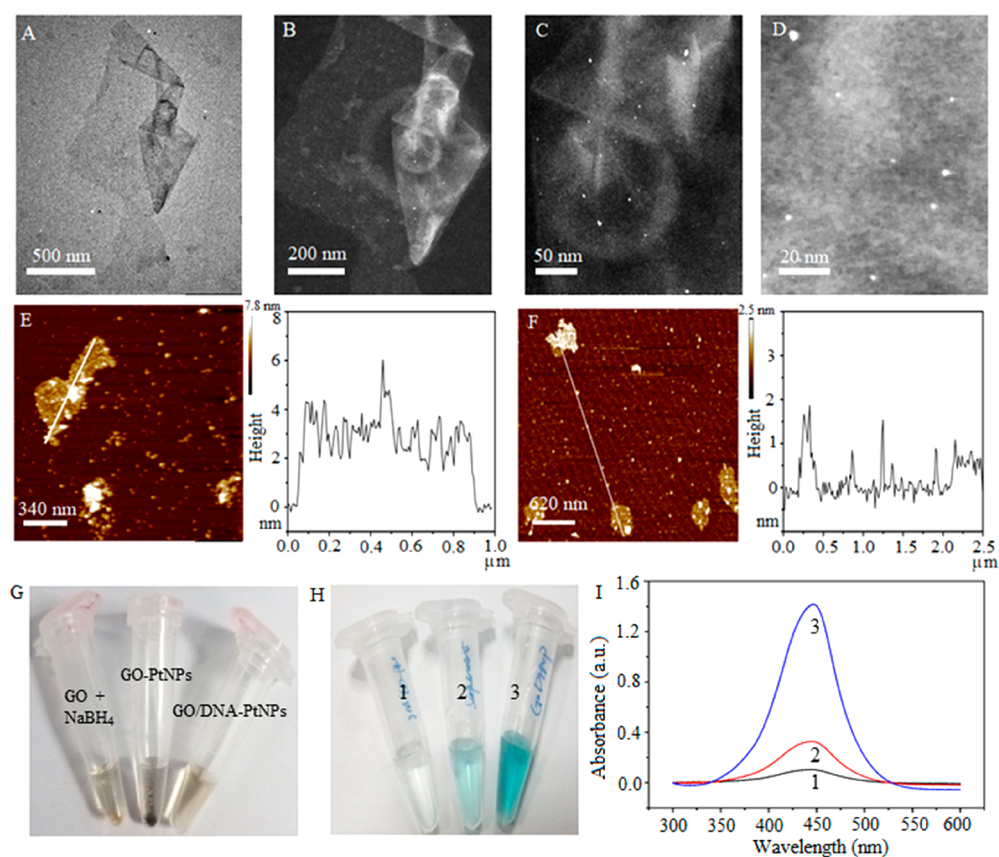 A
500 nm
B
200 nm
C
50 nm
D
20 nm
E
340 nm
7.8 nm
Height
8
6
4
2
0
nm
0.0 0.2 0.4 0.6 0.8 1.0
µm
F
620 nm
2.5 nm
Height
3
2
1
0
nm
0.0 0.5 1.0 1.5 2.0 2.5
µm
G
GO +
NaBH4
GO-PtNPs
GO/DNA-PtNPs
H
1
2
3
I
Absorbance (a.u.)
1.6
1.2
0.8
0.4
0.0
3
2
1
300 350 400 450 500 550 600
Wavelength (nm)